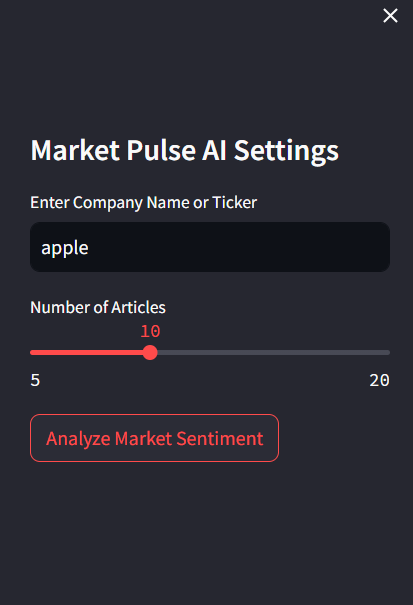 Market Pulse AI Settings
Enter Company Name or Ticker
apple
Number of Articles
10
5 20
Analyze Market Sentiment